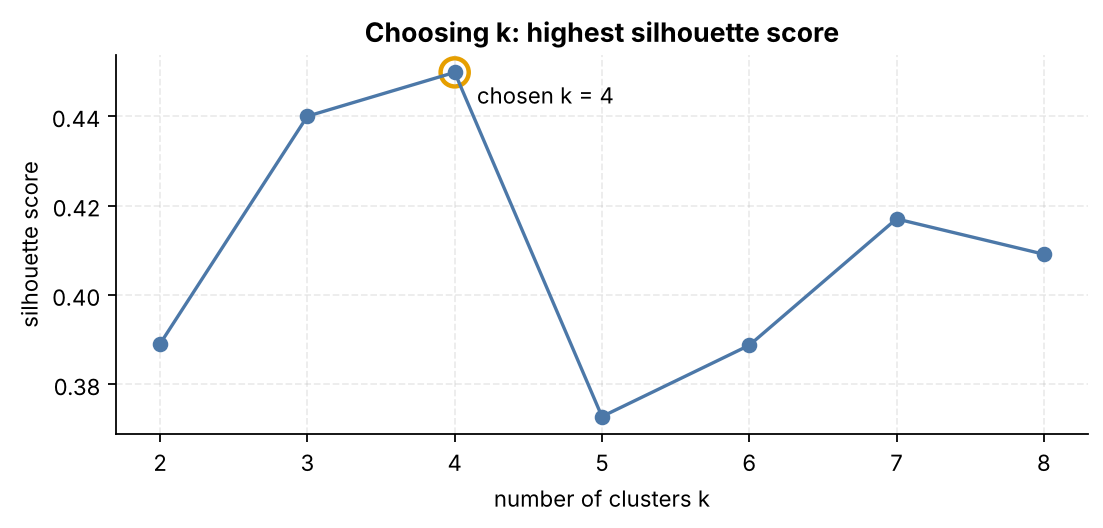 Choosing k: highest silhouette score
chosen k = 4
silhouette score
0.44
0.42
0.40
0.38
2 3 4 5 6 7 8
number of clusters k